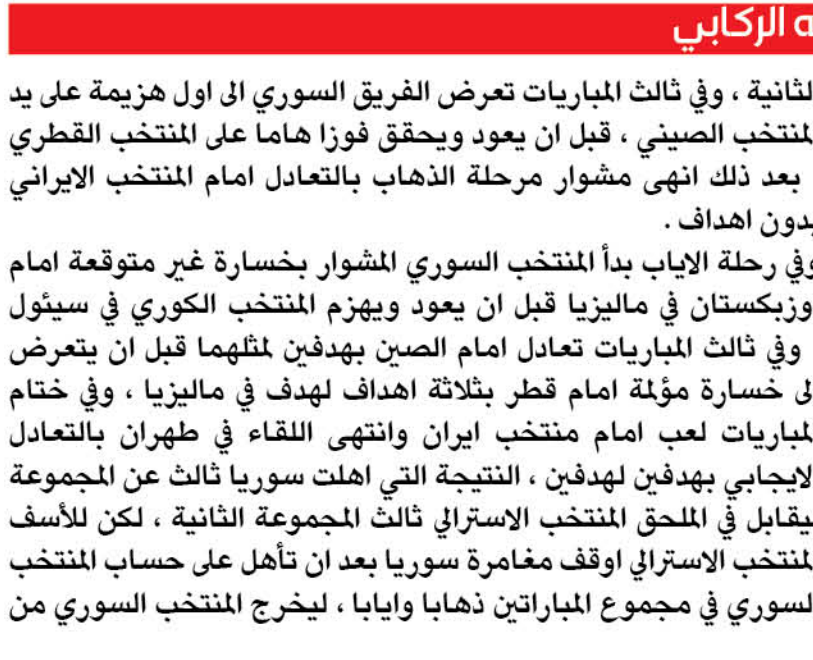 ه الركابي
لثانية ، وفي ثالث المباريات تعرض الفريق السوري الى اول هزيمة على يد
لمنتخب الصيني ، قبل ان يعود ويحقق فوزا هاما على المنتخب القطري
بعد ذلك انهى مشوار مرحلة الذهاب بالتعادل امام المنتخب الايراني
بدون اهداف .
وفي رحلة الاياب بدأ المنتخب السوري المشوار بخسارة غير متوقعة امام
وزبكستان في ماليزيا قبل ان يعود ويهزم المنتخب الكوري في سيئول
وفي ثالث المباريات تعادل امام الصين بهدفين لمثلهما قبل ان يتعرض
لى خسارة مؤلمة امام قطر بثلاثة اهداف لهدف في ماليزيا ، وفي ختام
لمباريات لعب امام منتخب ايران وانتهى اللقاء في طهران بالتعادل
لايجابي بهدفين لهدفين ، النتيجة التي اهلت سوريا ثالث عن المجموعة
ليقابل في الملحق المنتخب الاسترالي ثالث المجموعة الثانية ، لكن للأسف
لمنتخب الاسترالي اوقف مغامرة سوريا بعد ان تأهل على حساب المنتخب
لسوري في مجموع المباراتين ذهابا وايابا ، ليخرج المنتخب السوري من